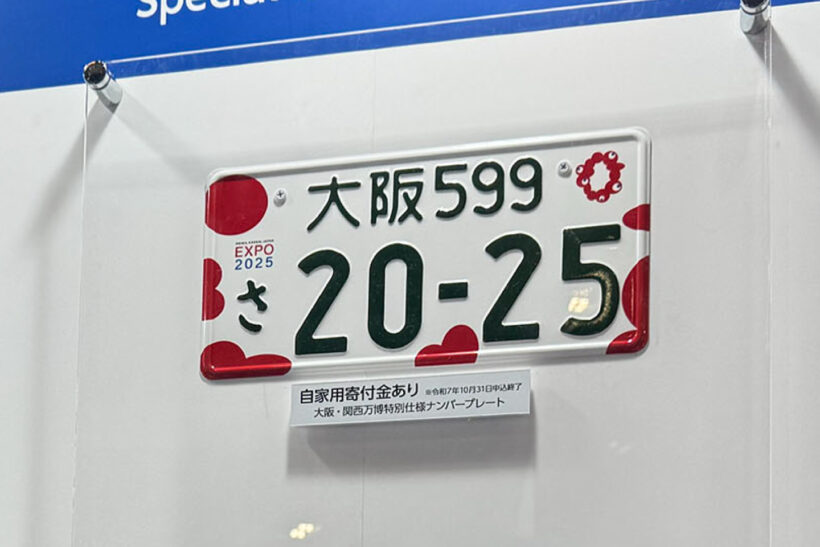 Special
大阪599
EXPO
2025
さ 20-25
自家用寄付金あり ※令和7年10月31日申込終了
大阪・関西万博特別仕様ナンバープレート